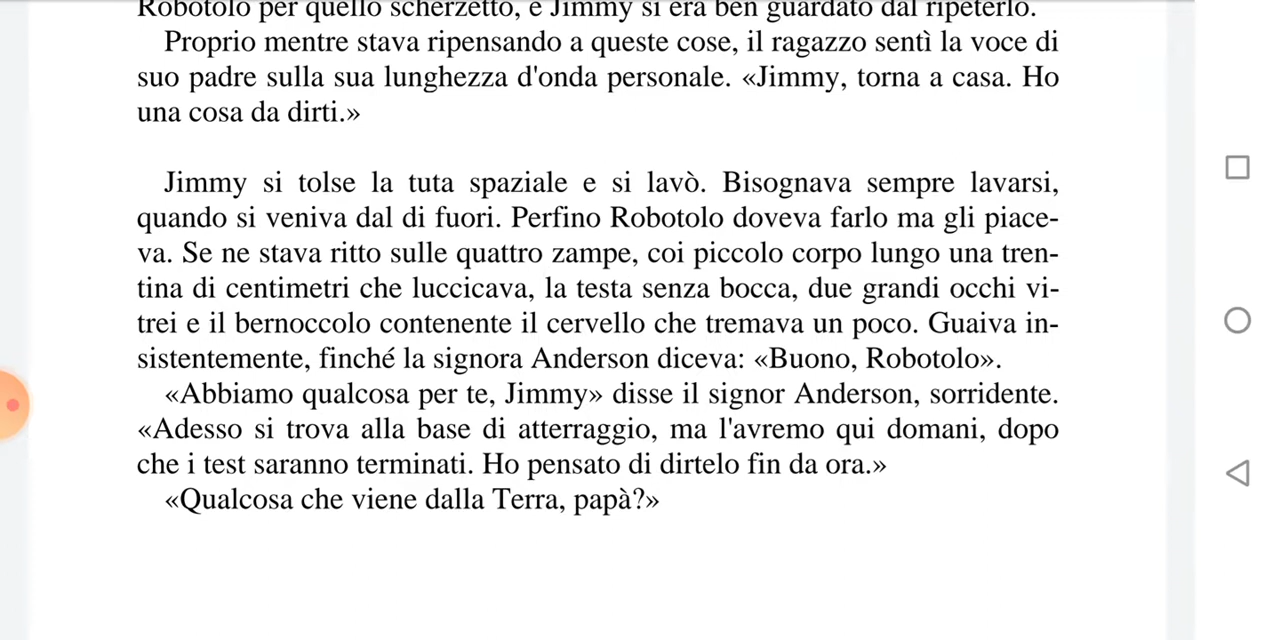 Robotolo per quello scherzetto, e Jimmy si era ben guardato dal ripeterlo.
Proprio mentre stava ripensando a queste cose, il ragazzo sentì la voce di
suo padre sulla sua lunghezza d'onda personale. «Jimmy, torna a casa. Ho
una cosa da dirti.»
Jimmy si tolse la tuta spaziale e si lavò. Bisognava sempre lavarsi,
quando si veniva dal di fuori. Perfino Robotolo doveva farlo ma gli piace-
va. Se ne stava ritto sulle quattro zampe, coi piccolo corpo lungo una tren-
tina di centimetri che luccicava, la testa senza bocca, due grandi occhi vi-
trei e il bernoccolo contenente il cervello che tremava un poco. Guaiva in-
sistentemente, finché la signora Anderson diceva: «Buono, Robotolo».
«Abbiamo qualcosa per te, Jimmy» disse il signor Anderson, sorridente.
«Adesso si trova alla base di atterraggio, ma l'avremo qui domani, dopo
che i test saranno terminati. Ho pensato di dirtelo fin da ora.»
«Qualcosa che viene dalla Terra, papà?»